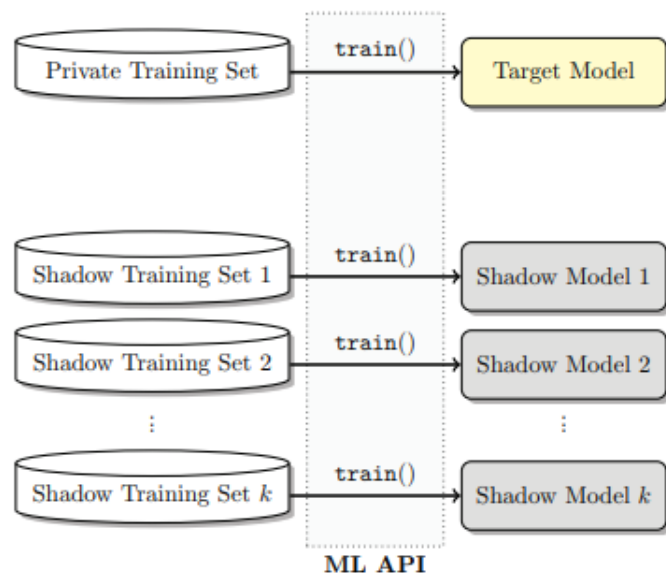 Private Training Set train() Target Model
Shadow Training Set 1 train() Shadow Model 1
Shadow Training Set 2 train() Shadow Model 2
⋮ ⋮
Shadow Training Set k train() Shadow Model k
ML API